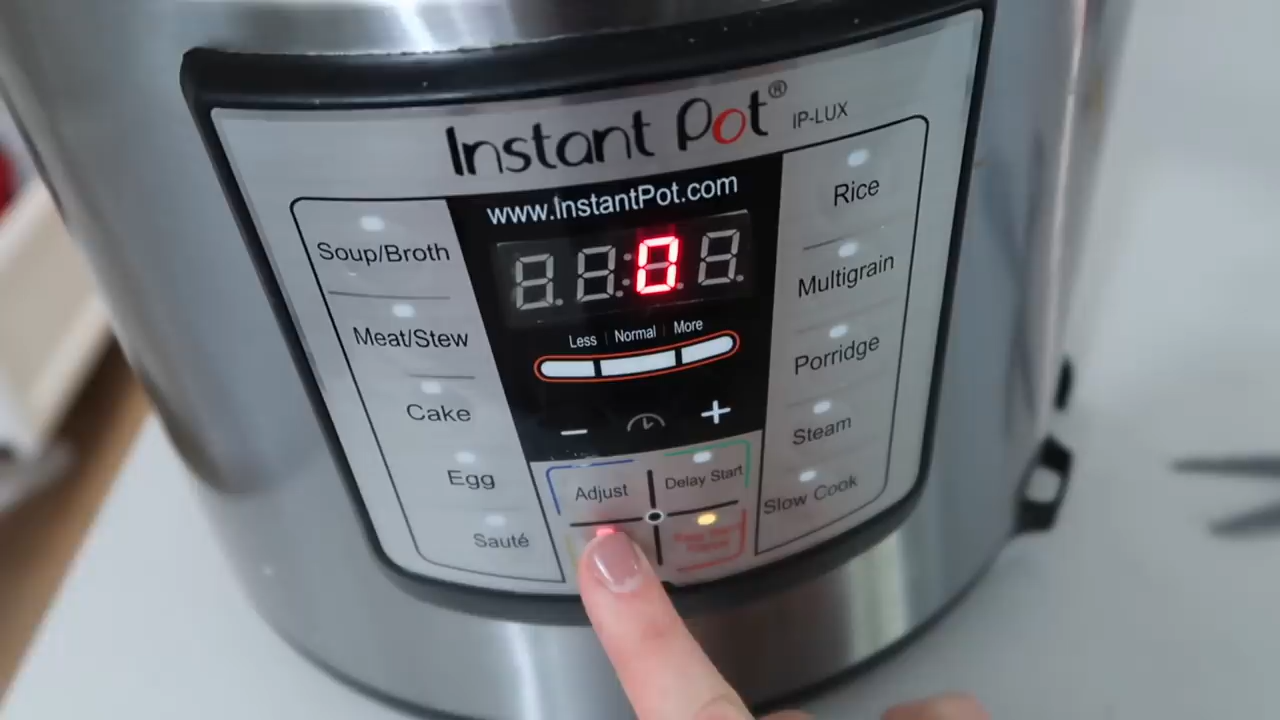 Instant Pot® IP-LUX
www.InstantPot.com
0
Less | Normal | More
− +
Soup/Broth
Meat/Stew
Cake
Egg
Sauté
Adjust
Delay Start
Rice
Multigrain
Porridge
Steam
Slow Cook